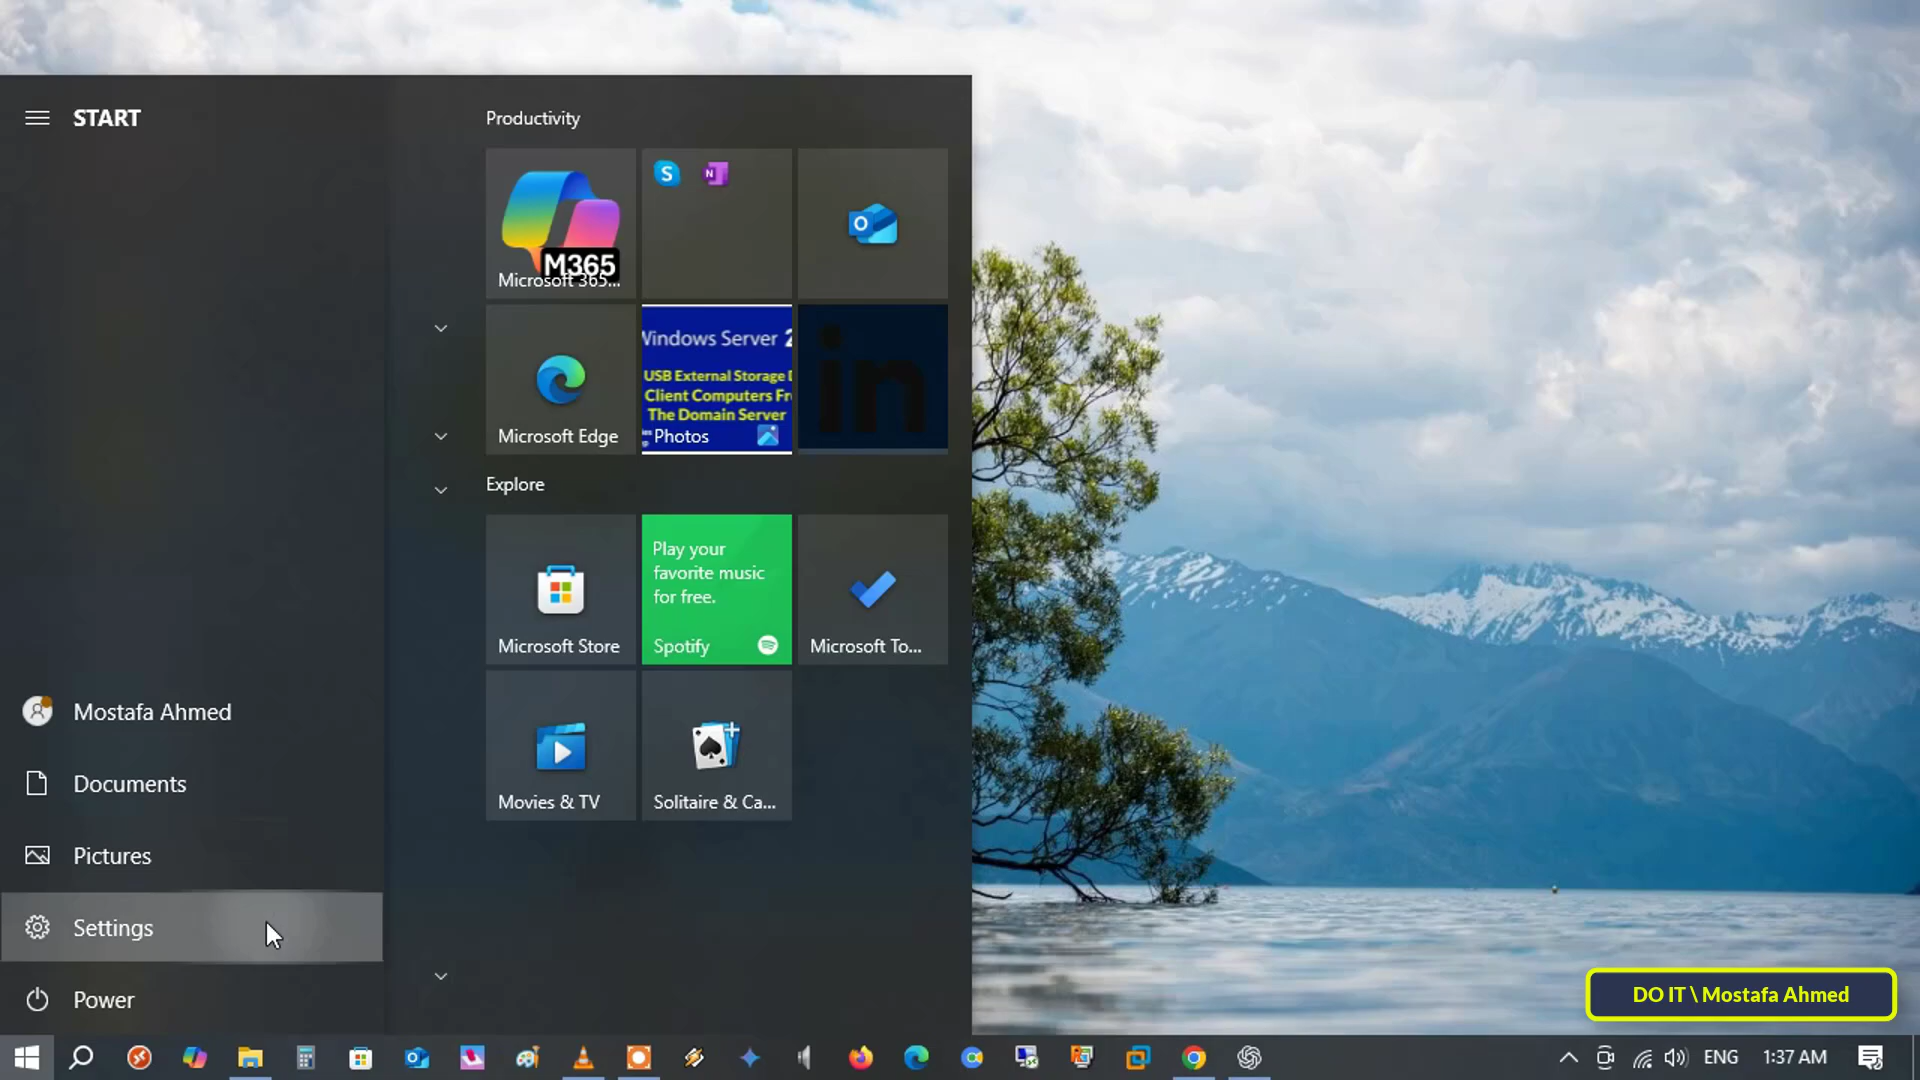 START
Mostafa Ahmed
Documents
Pictures
Settings
Power
Productivity
M365
Microsoft 365...
S
N
O
Microsoft Edge
Windows Server 2
USB External Storage
Client Computers Fr
The Domain Server
Photos
in
Explore
Microsoft Store
Play your
favorite music
for free.
Spotify
Microsoft To...
Movies & TV
Solitaire & Ca...
DO IT \ Mostafa Ahmed
ENG
1:37 AM